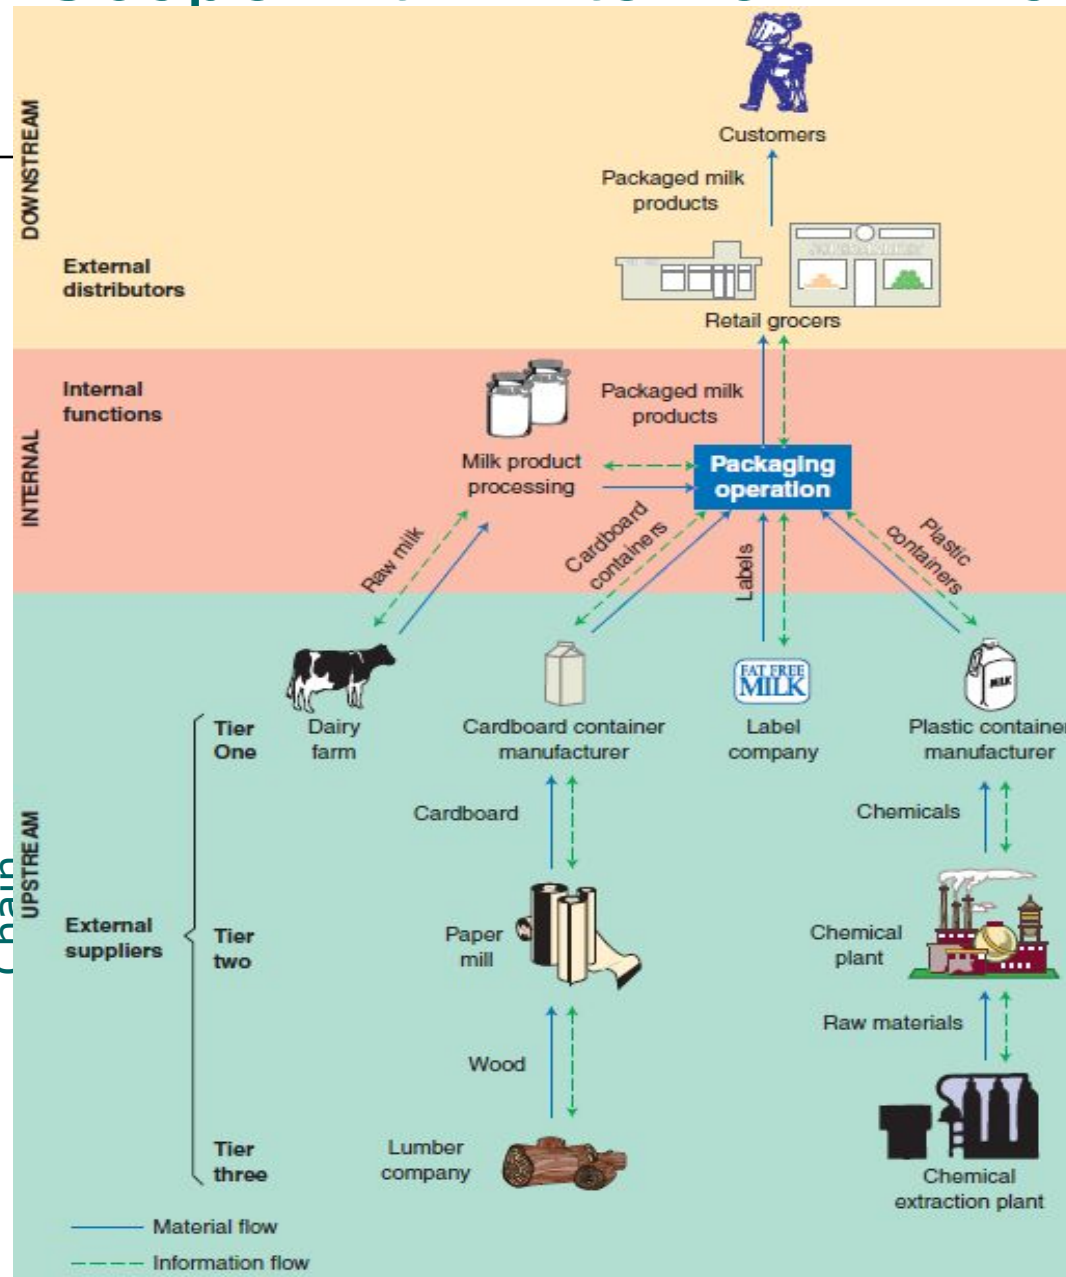 DOWNSTREAM
Customers
Packaged milk
products
External
distributors
Retail grocers
INTERNAL
Internal
functions
Packaged milk
products
Milk product
processing
Packaging
operation
Raw milk
Cardboard
containers
Labels
Plastic
containers
UPSTREAM
FAT FREE
MILK
MILK
Tier
One
Dairy
farm
Cardboard container
manufacturer
Label
company
Plastic container
manufacturer
Cardboard
Chemicals
External
suppliers
Tier
two
Paper
mill
Chemical
plant
Wood
Raw materials
Tier
three
Lumber
company
Chemical
extraction plant
Material flow
Information flow